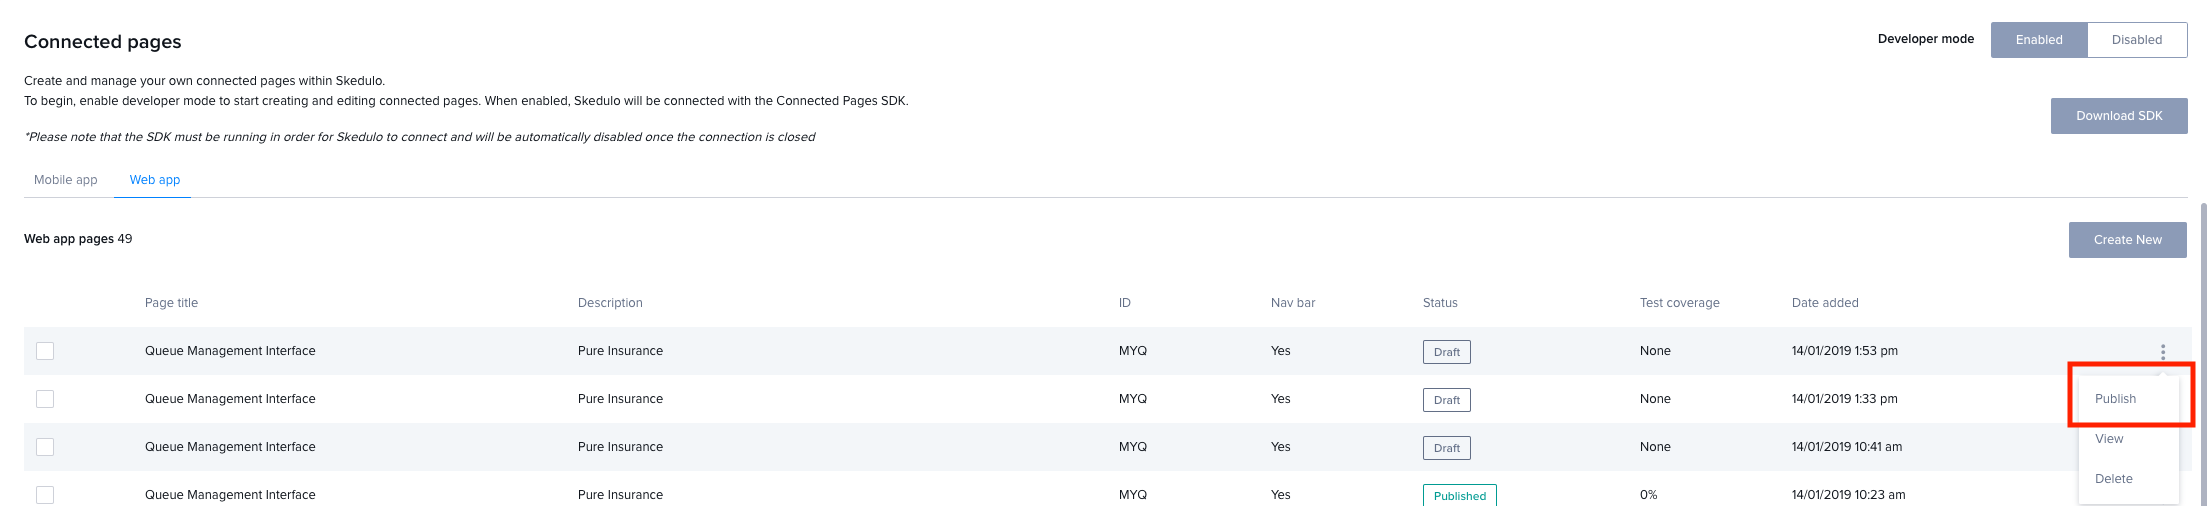 Connected pages
Developer mode
Enabled
Disabled
Create and manage your own connected pages within Skedulo.
To begin, enable developer mode to start creating and editing connected pages. When enabled, Skedulo will be connected with the Connected Pages SDK.
Download SDK
*Please note that the SDK must be running in order for Skedulo to connect and will be automatically disabled once the connection is closed
Mobile app
Web app
Web app pages 49
Create New
Page title Description ID Nav bar Status Test coverage Date added
Queue Management Interface Pure Insurance MYQ Yes Draft None 14/01/2019 1:53 pm
Queue Management Interface Pure Insurance MYQ Yes Draft None 14/01/2019 1:33 pm
Queue Management Interface Pure Insurance MYQ Yes Draft None 14/01/2019 10:41 am
Queue Management Interface Pure Insurance MYQ Yes Published 0% 14/01/2019 10:23 am
Publish
View
Delete